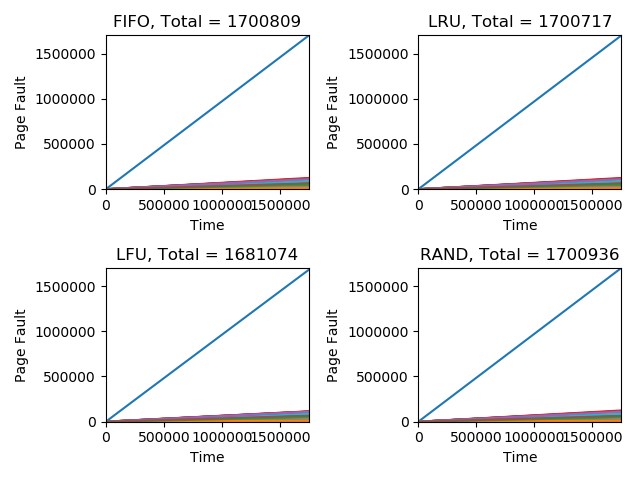 FIFO, Total = 1700809
Page Fault
1500000
1000000
500000
0
0 500000 1000000 1500000
Time
LRU, Total = 1700717
Page Fault
1500000
1000000
500000
0
0 500000 1000000 1500000
Time
LFU, Total = 1681074
Page Fault
1500000
1000000
500000
0
0 500000 1000000 1500000
Time
RAND, Total = 1700936
Page Fault
1500000
1000000
500000
0
0 500000 1000000 1500000
Time